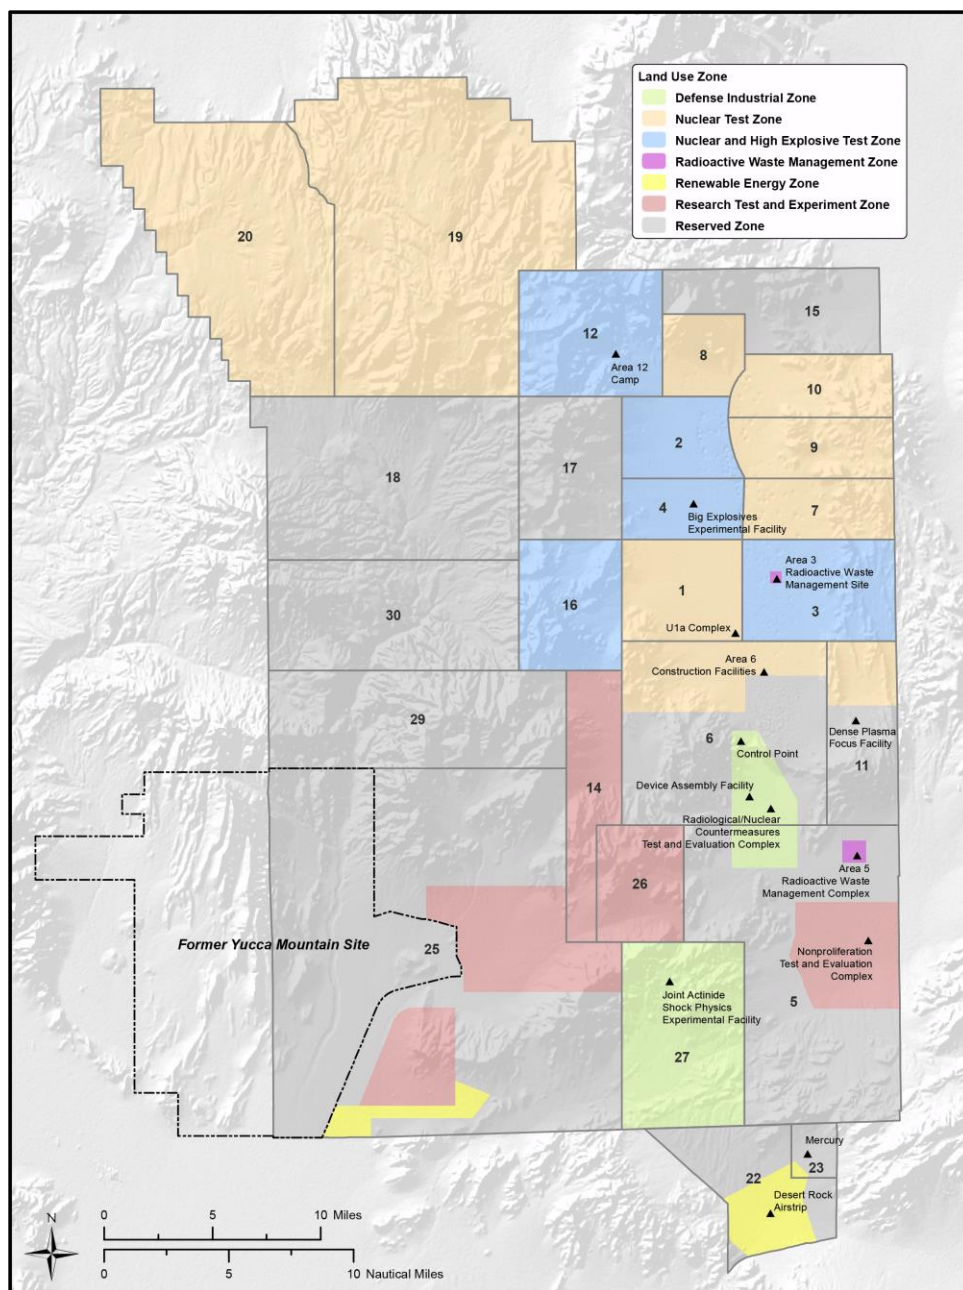 Land Use Zone
Defense Industrial Zone
Nuclear Test Zone
Nuclear and High Explosive Test Zone
Radioactive Waste Management Zone
Renewable Energy Zone
Research Test and Experiment Zone
Reserved Zone
20
19
15
12
8
Area 12
Camp
10
2
9
18
17
4
Big Explosives
Experimental Facility
7
Area 3
Radioactive Waste
Management Site
1
16
3
30
U1a Complex
Area 6
Construction Facilities
29
6
Dense Plasma
Focus Facility
Control Point
11
14
Device Assembly Facility
Radiological/Nuclear
Countermeasures
Test and Evaluation Complex
26
Area 5
Radioactive Waste
Management Complex
Former Yucca Mountain Site
25
Nonproliferation
Test and Evaluation
Complex
5
Joint Actinide
Shock Physics
Experimental Facility
27
Mercury
23
22
Desert Rock
Airstrip
N
0 5 10 Miles
0 5 10
Nautical Miles